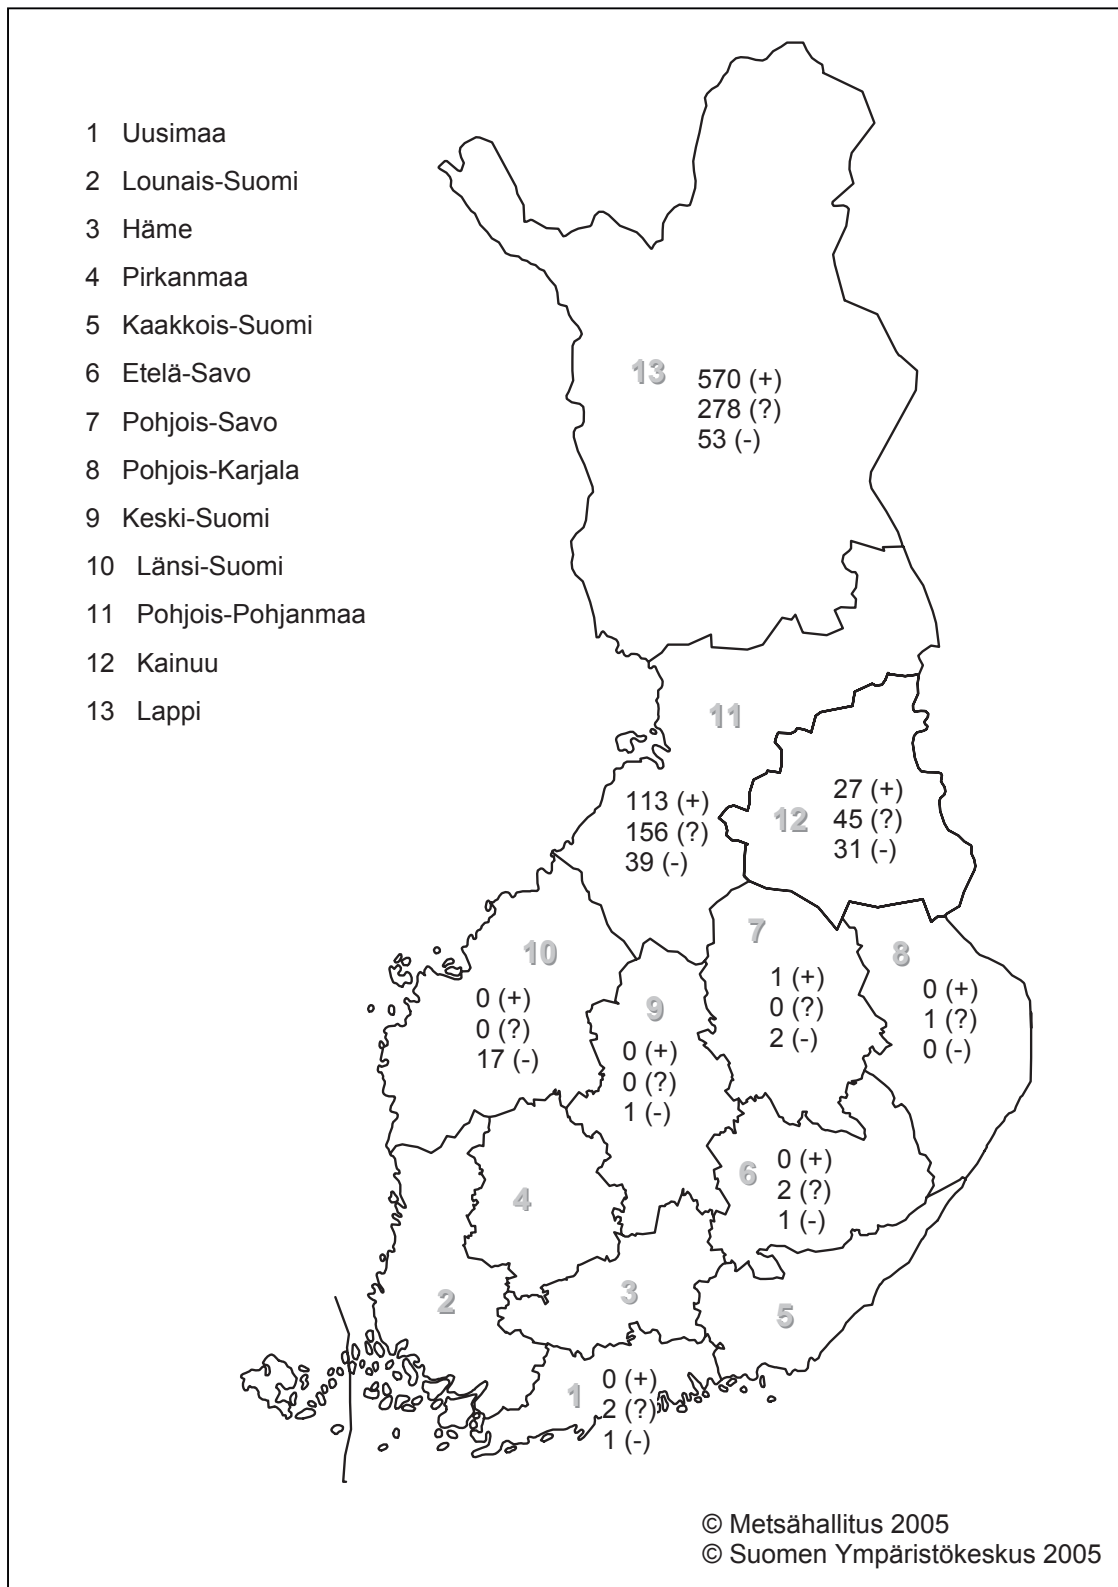 1 Uusimaa
2 Lounais-Suomi
3 Häme
4 Pirkanmaa
5 Kaakkois-Suomi
6 Etelä-Savo
7 Pohjois-Savo
8 Pohjois-Karjala
9 Keski-Suomi
10 Länsi-Suomi
11 Pohjois-Pohjanmaa
12 Kainuu
13 Lappi
13
570 (+)
278 (?)
53 (-)
11
113 (+)
156 (?)
39 (-)
12
27 (+)
45 (?)
31 (-)
10
0 (+)
0 (?)
17 (-)
9
0 (+)
0 (?)
1 (-)
7
1 (+)
0 (?)
2 (-)
8
0 (+)
1 (?)
0 (-)
6
0 (+)
2 (?)
1 (-)
4
2
3
5
1
0 (+)
2 (?)
1 (-)
© Metsähallitus 2005
© Suomen Ympäristökeskus 2005